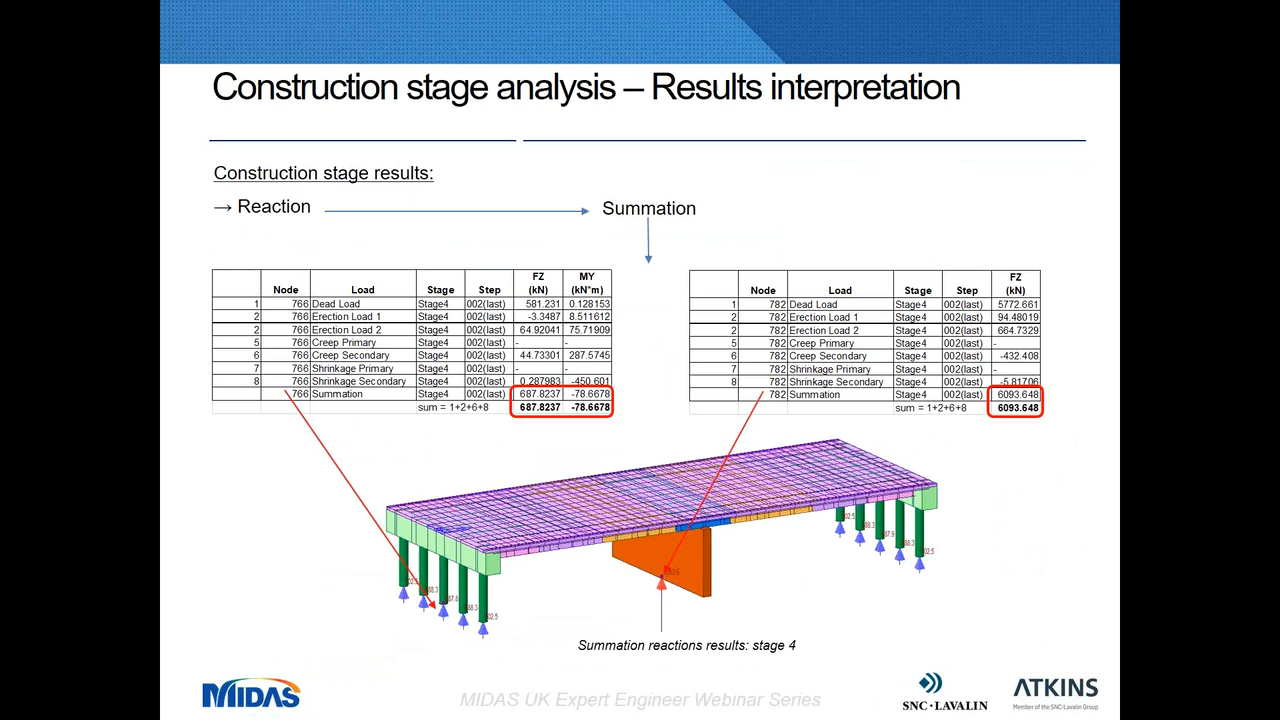 Construction stage analysis – Results interpretation
Construction stage results:
→ Reaction
Summation
Node Load Stage Step FZ (kN) MY (kN*m)
1 766 Dead Load Stage4 002(last) 581.231 0.128153
2 766 Erection Load 1 Stage4 002(last) -3.3487 8.511612
2 766 Erection Load 2 Stage4 002(last) 64.92041 75.71909
5 766 Creep Primary Stage4 002(last) - -
6 766 Creep Secondary Stage4 002(last) 44.73301 287.5745
7 766 Shrinkage Primary Stage4 002(last) - -
8 766 Shrinkage Secondary Stage4 002(last) 0.287983 -450.601
766 Summation Stage4 002(last) 687.8237 -78.6678
sum = 1+2+6+8 687.8237 -78.6678
Node Load Stage Step FZ (kN)
1 782 Dead Load Stage4 002(last) 5772.661
2 782 Erection Load 1 Stage4 002(last) 94.48019
2 782 Erection Load 2 Stage4 002(last) 664.7329
5 782 Creep Primary Stage4 002(last) -
6 782 Creep Secondary Stage4 002(last) -432.408
7 782 Shrinkage Primary Stage4 002(last) -
8 782 Shrinkage Secondary Stage4 002(last) -5.81706
782 Summation Stage4 002(last) 6093.648
sum = 1+2+6+8 6093.648
Summation reactions results: stage 4
MIDAS
MIDAS UK Expert Engineer Webinar Series
SNC·LAVALIN
ATKINS
Member of the SNC-Lavalin Group